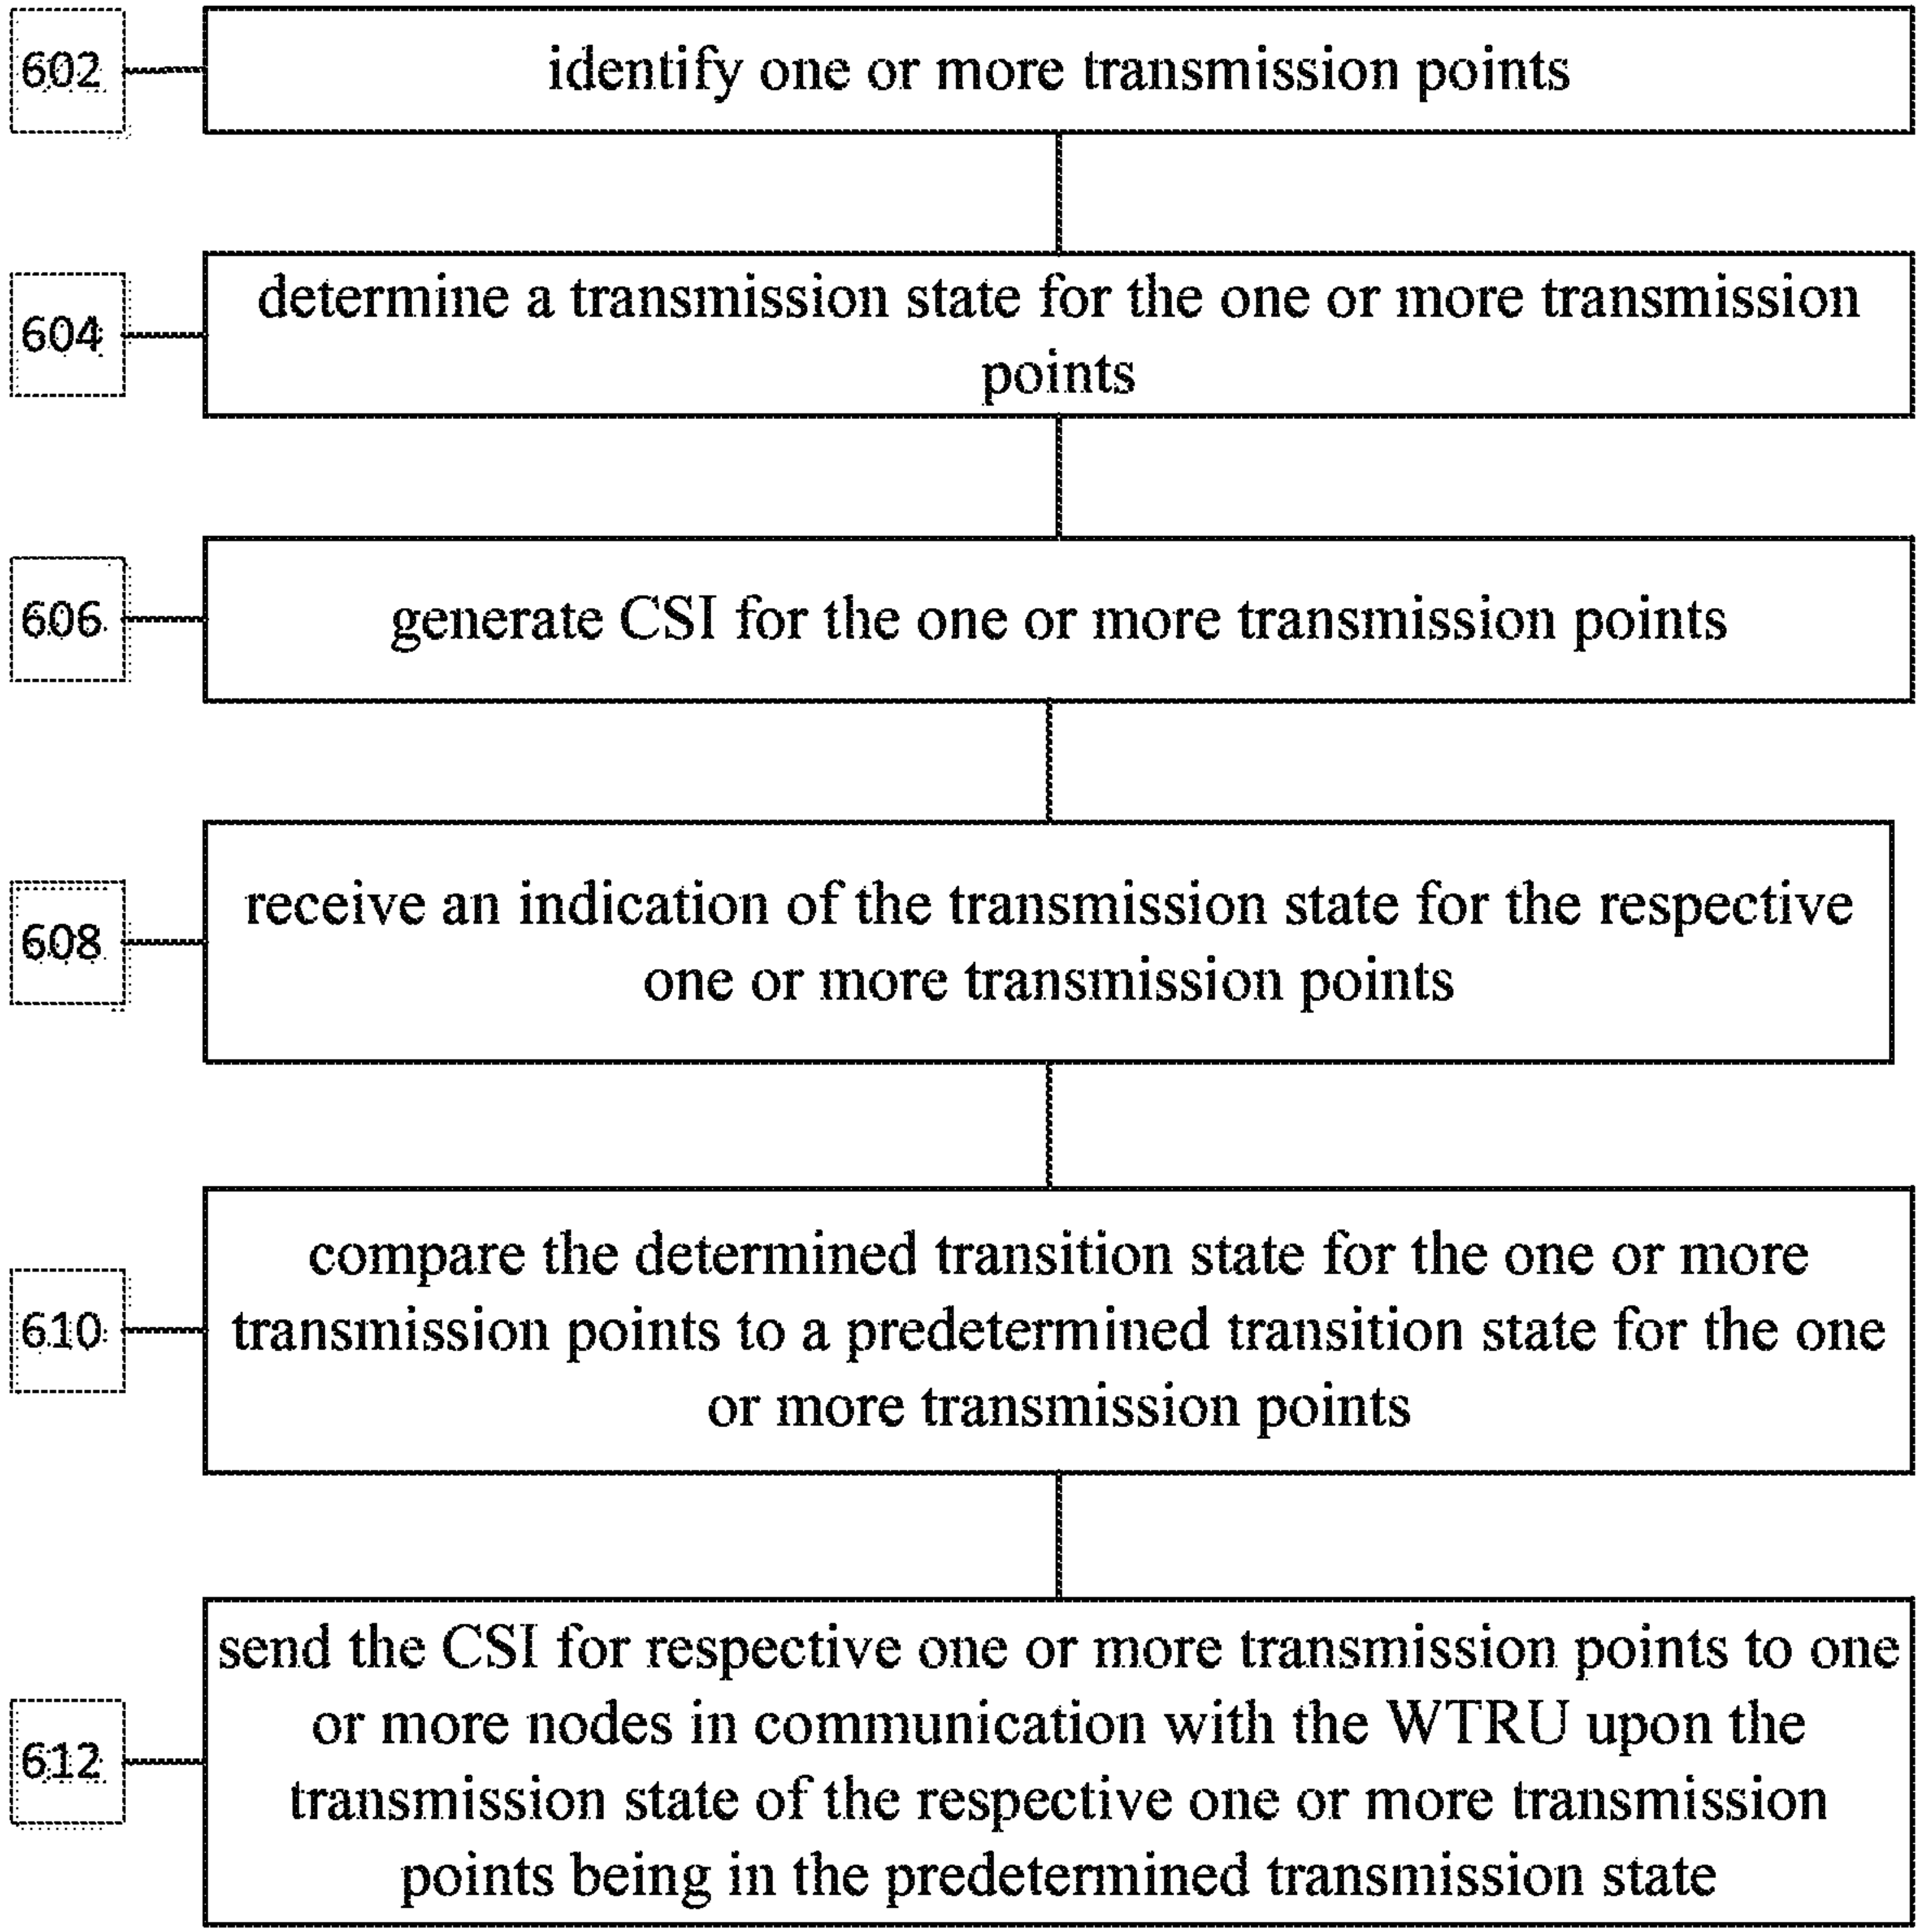 602
identify one or more transmission points
604
determine a transmission state for the one or more transmission
points
606
generate CSI for the one or more transmission points
608
receive an indication of the transmission state for the respective
one or more transmission points
610
compare the determined transition state for the one or more
transmission points to a predetermined transition state for the one
or more transmission points
612
send the CSI for respective one or more transmission points to one
or more nodes in communication with the WTRU upon the
transmission state of the respective one or more transmission
points being in the predetermined transmission state